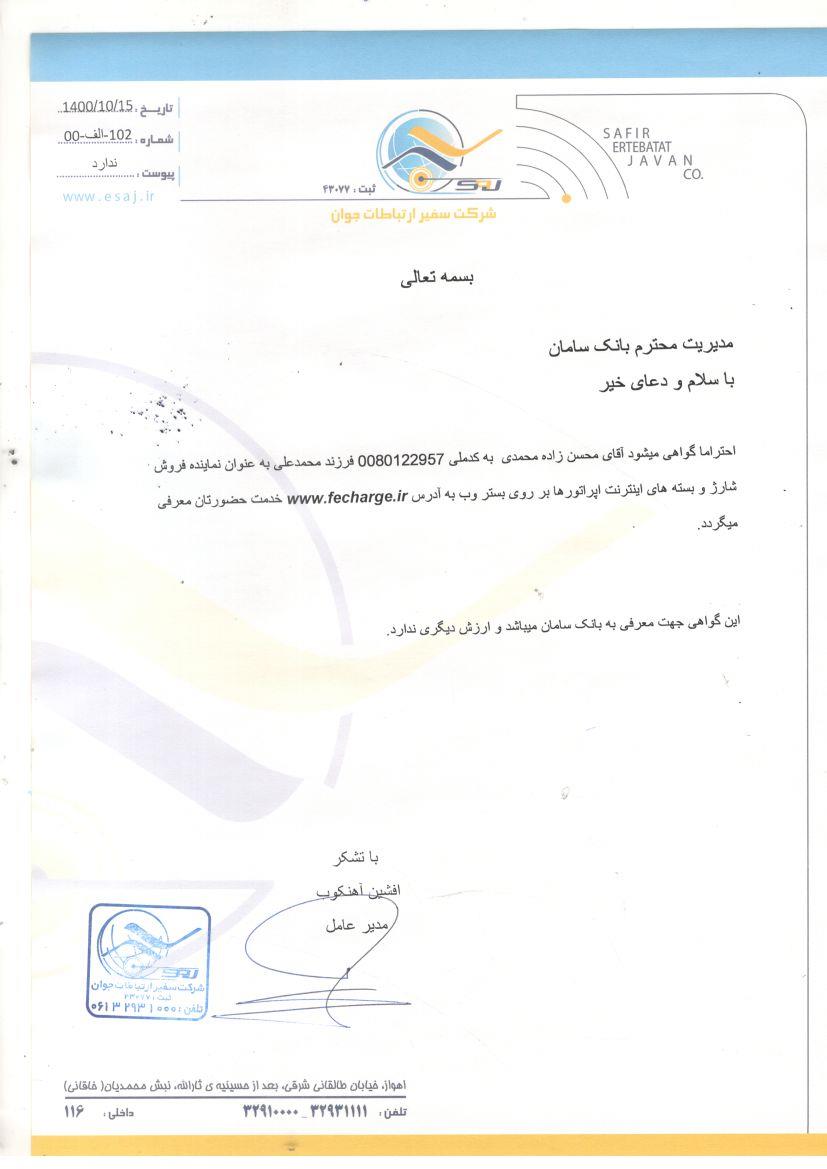 تاریخ : 1400/10/15
شماره : 102-الف-00
پیوست : ندارد
www.esaj.ir
ثبت : ۴۳۰۷۷
شرکت سفیر ارتباطات جوان
SAFIR
ERTEBATAT
JAVAN
CO.
بسمه تعالی
مدیریت محترم بانک سامان
با سلام و دعای خیر
احتراما گواهی میشود آقای محسن زاده محمدی به کدملی 0080122957 فرزند محمدعلی به عنوان نماینده فروش
شارژ و بسته های اینترنت اپراتورها بر روی بستر وب به آدرس www.fecharge.ir خدمت حضورتان معرفی
میگردد.
این گواهی جهت معرفی به بانک سامان میباشد و ارزش دیگری ندارد.
با تشکر
افشین آهنکوب
مدیر عامل
شرکت سفیر ارتباطات جوان
ثبت : ۴۳۰۷۷
تلفن : ۰۶۱۳۲۹۳۱۰۰۰
اهواز، خیابان طالقانی شرقی، بعد از حسینیه ی ثارالله، نبش محمدیان( خاقانی)
تلفن : ۳۲۹۳۱۱۱۱ _ ۳۲۹۱۰۰۰۰ داخلی : ۱۱۶